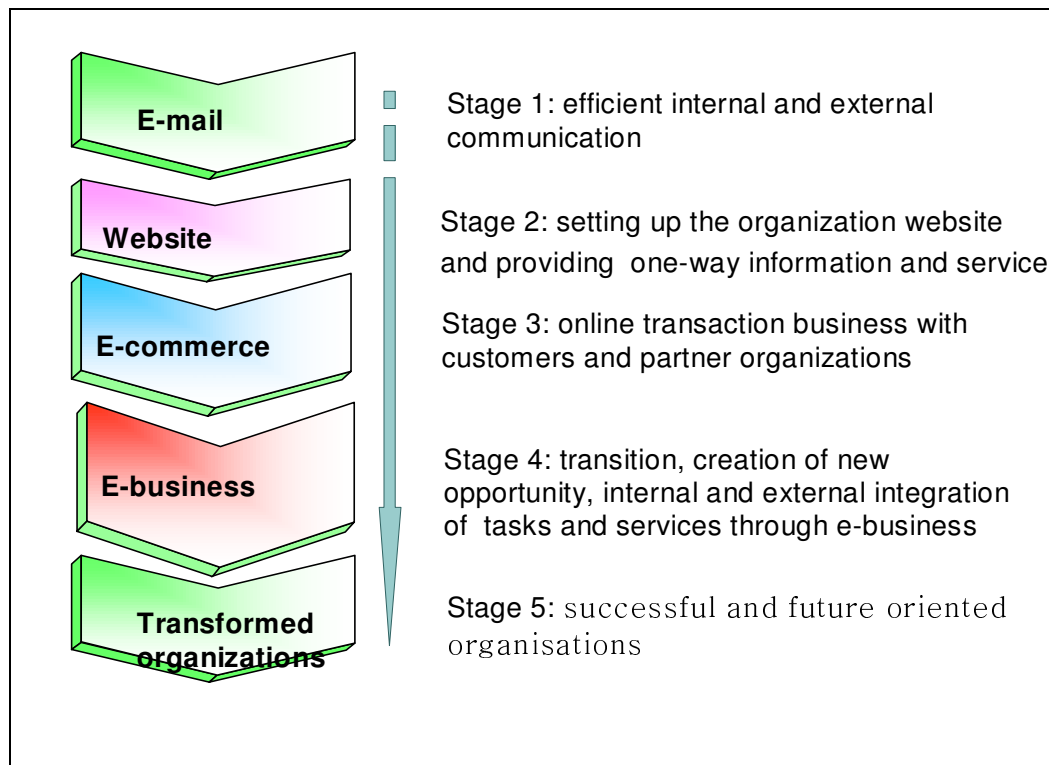 E-mail
Stage 1: efficient internal and external
communication
Website
Stage 2: setting up the organization website
and providing  one-way information and service
E-commerce
Stage 3: online transaction business with
customers and partner organizations
E-business
Stage 4: transition, creation of new
opportunity, internal and external integration
of  tasks and services through e-business
Transformed
organizations
Stage 5: successful and future oriented
organisations